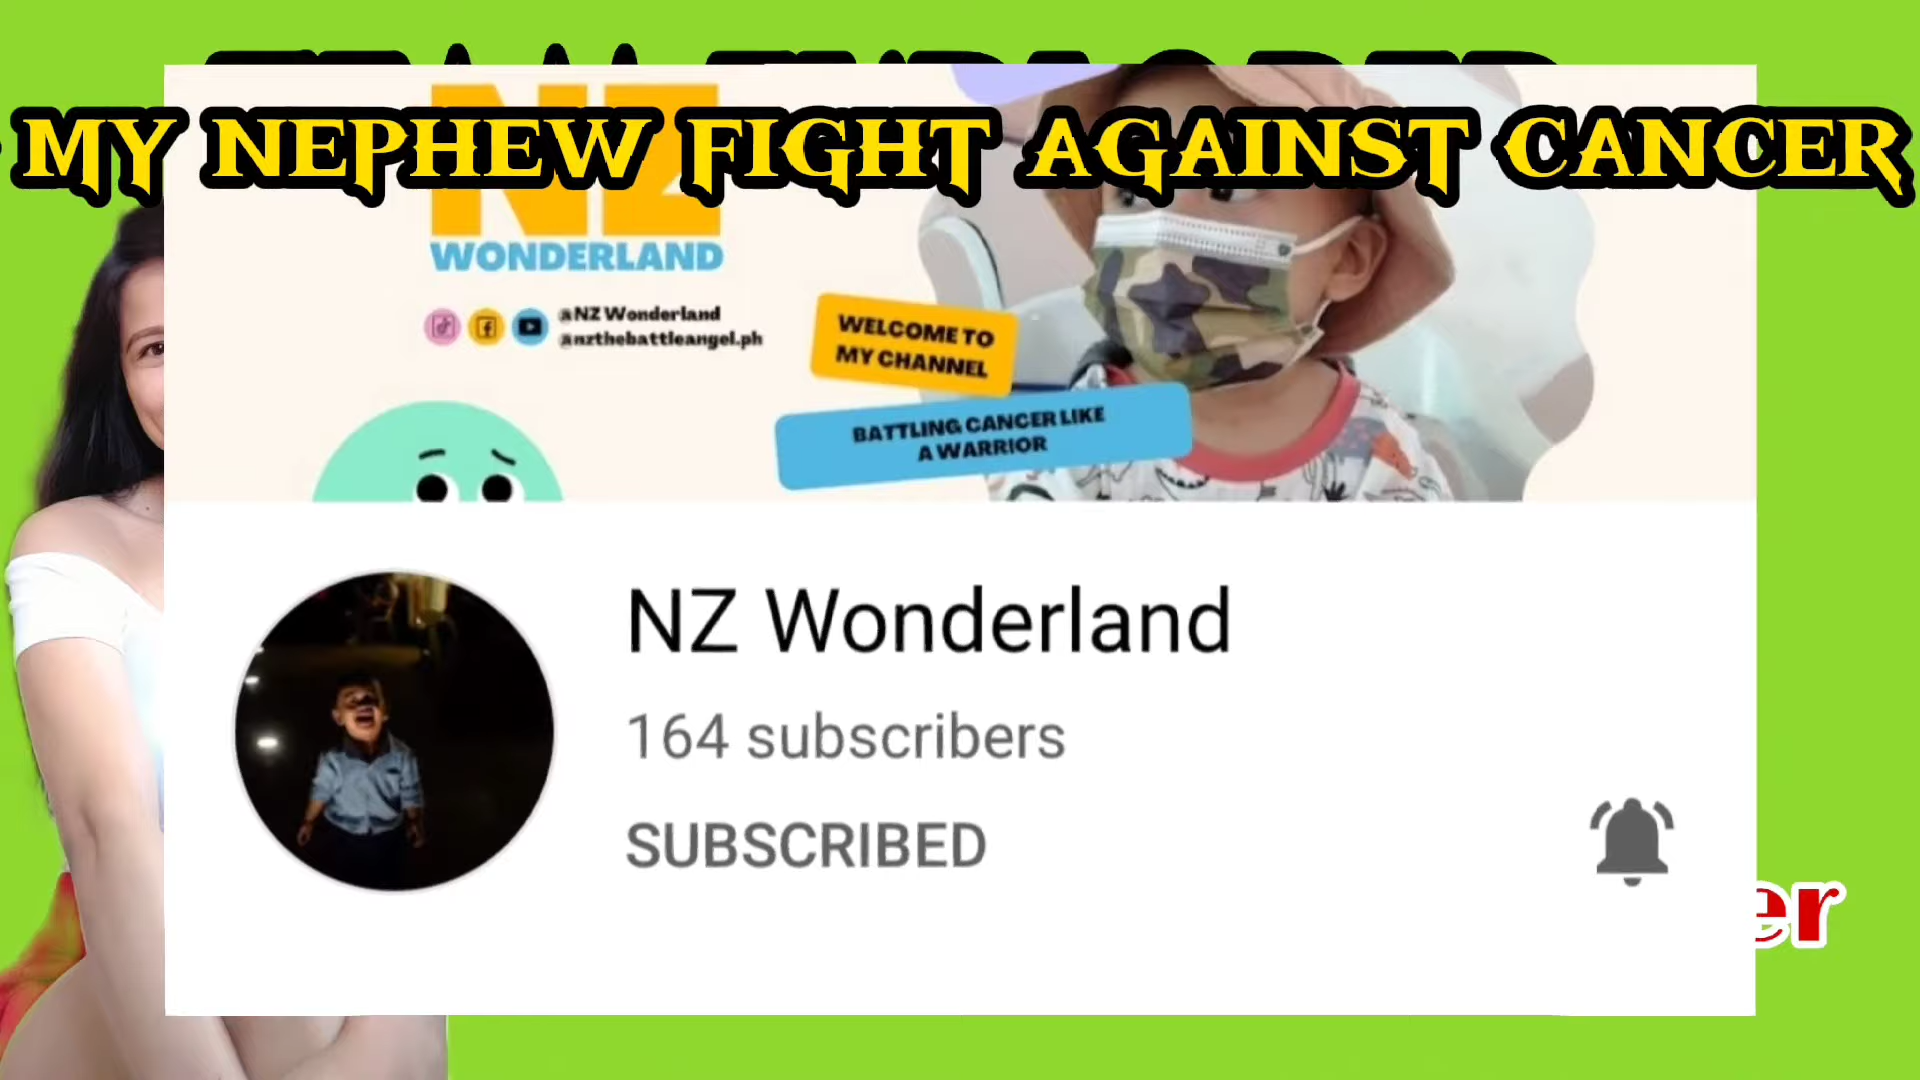 MY NEPHEW FIGHT AGAINST CANCER
NZ
WONDERLAND
@NZ Wonderland
@nzthebattleangel.ph
WELCOME TO
MY CHANNEL
BATTLING CANCER LIKE
A WARRIOR
NZ Wonderland
164 subscribers
SUBSCRIBED
er